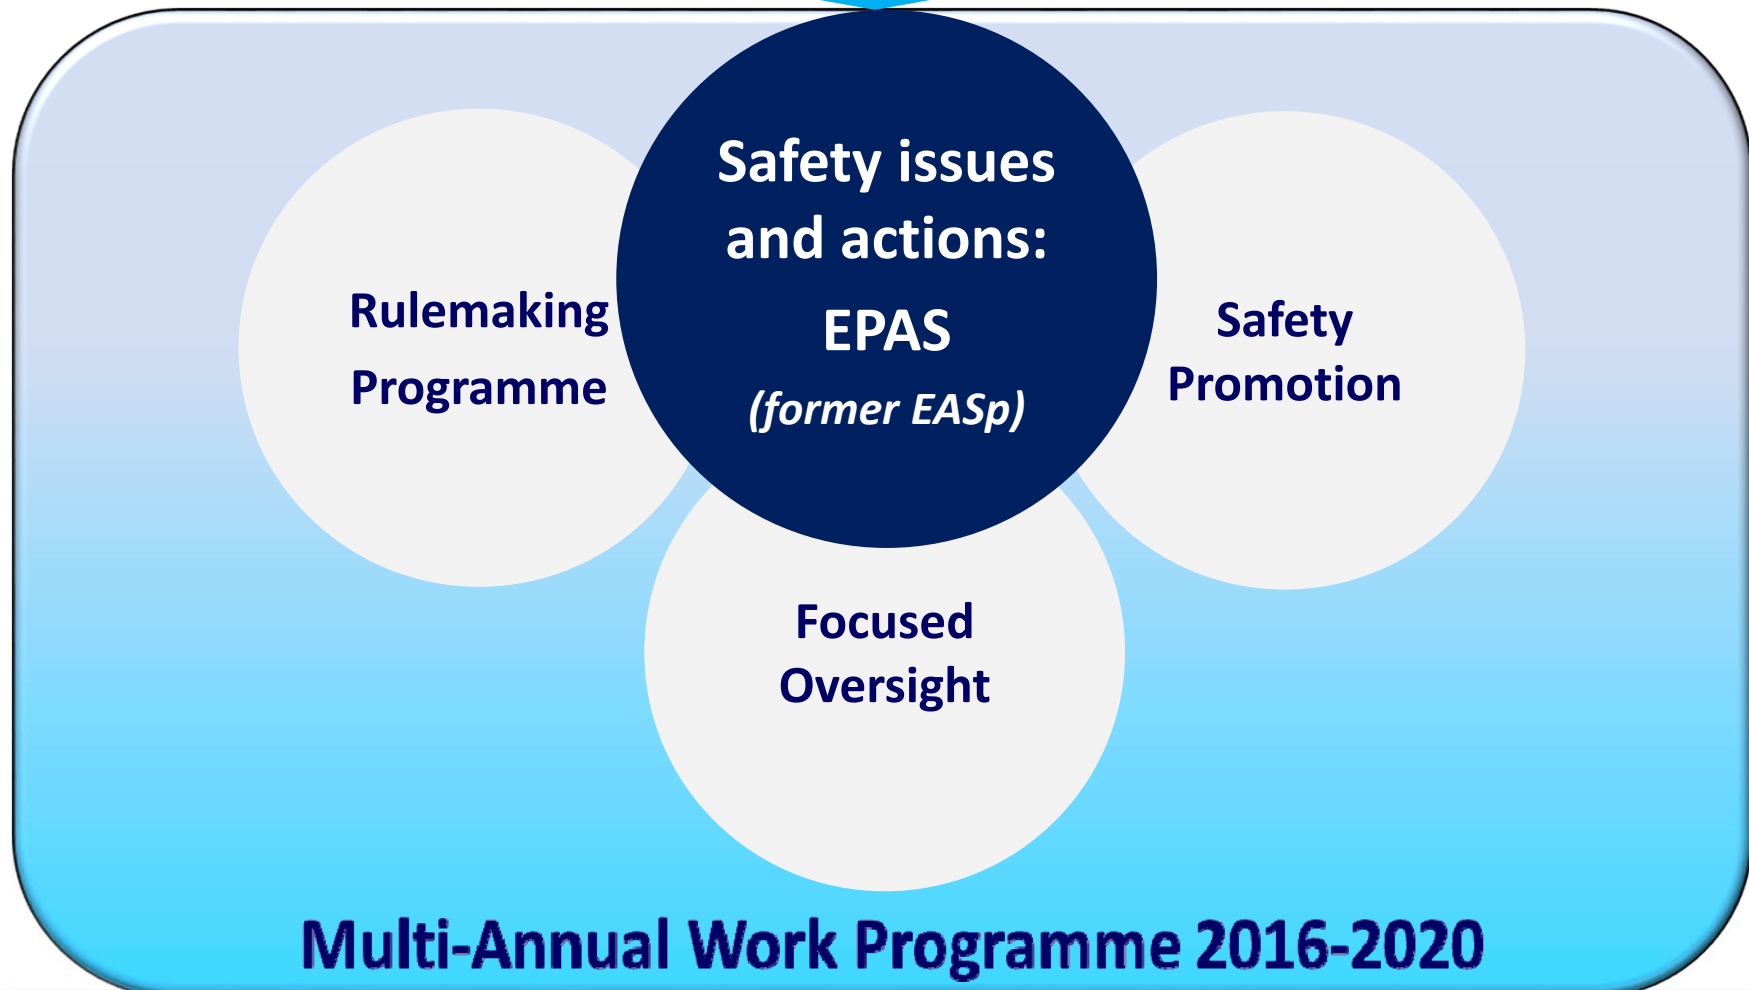 Safety issues
and actions:
EPAS
(former EASp)
Rulemaking
Programme
Safety
Promotion
Focused
Oversight
Multi-Annual Work Programme 2016-2020